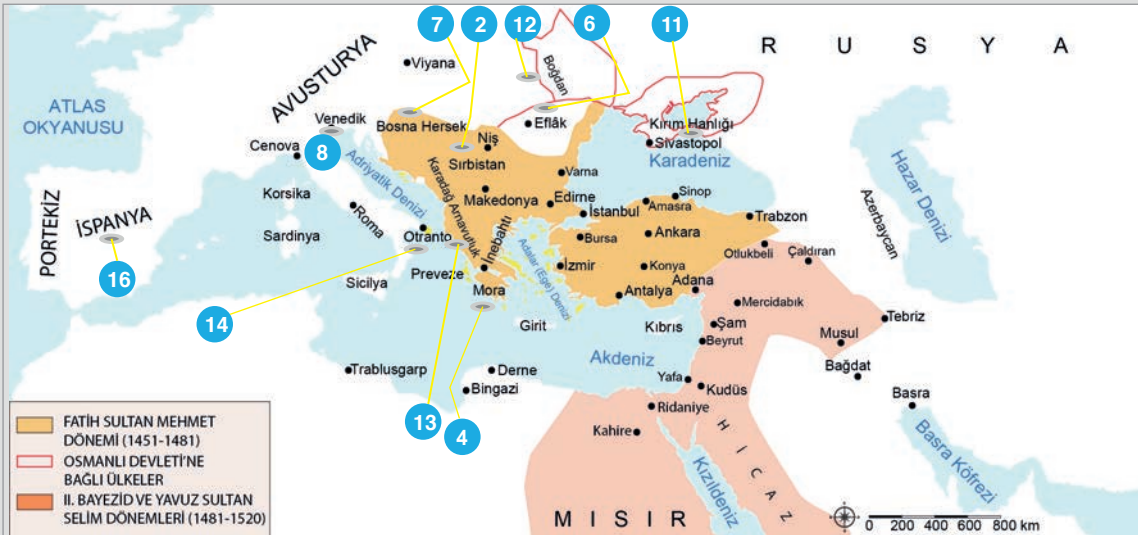 7
2
12
6
11
R U S Y A
AVUSTURYA
Viyana
Boğdan
ATLAS
OKYANUSU
Venedik
Bosna Hersek
Eflâk
Kırım Hanlığı
Niş
Sivastopol
8
Cenova
Sırbistan
Karadeniz
Hazar Denizi
Adriyatik Denizi
Karadağ
Arnavutluk
Varna
Korsika
Makedonya
Edirne
Sinop
Amasra
Azerbaycan
PORTEKİZ
İSPANYA
Roma
İstanbul
Trabzon
Sardinya
Otranto
İnebahtı
Bursa
Ankara
Otlukbeli
Çaldıran
16
Preveze
Adalar (Ege) Denizi
İzmir
Konya
Sicilya
Mora
Antalya
Adana
Mercidabık
14
Girit
Kıbrıs
Şam
Tebriz
Beyrut
Musul
Akdeniz
Trablusgarp
Derne
Yafa
Bağdat
Bingazi
Kudüs
Basra
13
4
Ridaniye
Kahire
HİCAZ
Kızıldeniz
Basra Köfrezi
MISIR
FATİH SULTAN MEHMET
DÖNEMİ (1451-1481)
OSMANLI DEVLETİ'NE
BAĞLI ÜLKELER
II. BAYEZİD VE YAVUZ SULTAN
SELİM DÖNEMLERİ (1481-1520)
0 200 400 600 800 km